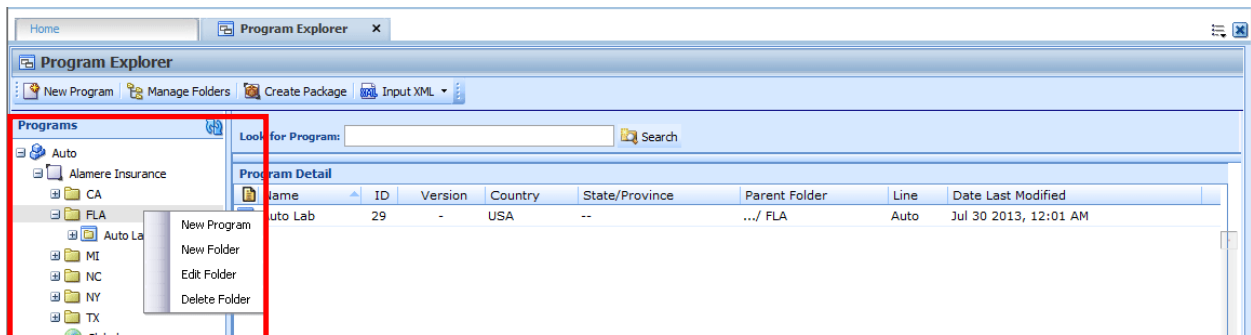 Home
Program Explorer
Program Explorer
New Program Manage Folders Create Package Input XML
Programs
Look for Program: Search
Auto
Alamere Insurance
CA
FLA
Auto La
MI
NC
NY
TX
New Program
New Folder
Edit Folder
Delete Folder
Program Detail
Name ID Version Country State/Province Parent Folder Line Date Last Modified
Auto Lab 29 - USA -- .../ FLA Auto Jul 30 2013, 12:01 AM